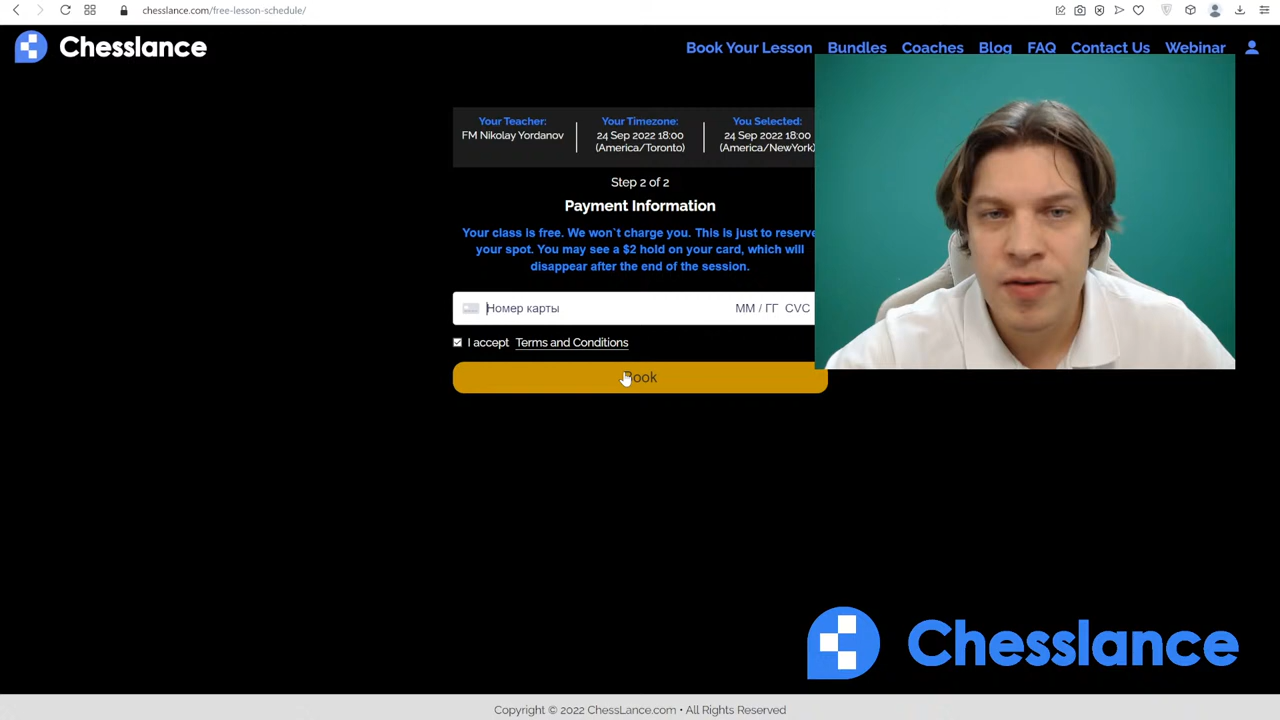 chesslance.com/free-lesson-schedule/
Chesslance
Book Your Lesson Bundles Coaches Blog FAQ Contact Us Webinar
Your Teacher:
FM Nikolay Yordanov
Your Timezone:
24 Sep 2022 18:00
(America/Toronto)
You Selected:
24 Sep 2022 18:00
(America/NewYork)
Step 2 of 2
Payment Information
Your class is free. We won`t charge you. This is just to reserve
your spot. You may see a $2 hold on your card, which will
disappear after the end of the session.
Номер карты ММ / ГГ CVC
I accept Terms and Conditions
Book
Chesslance
Copyright © 2022 ChessLance.com • All Rights Reserved